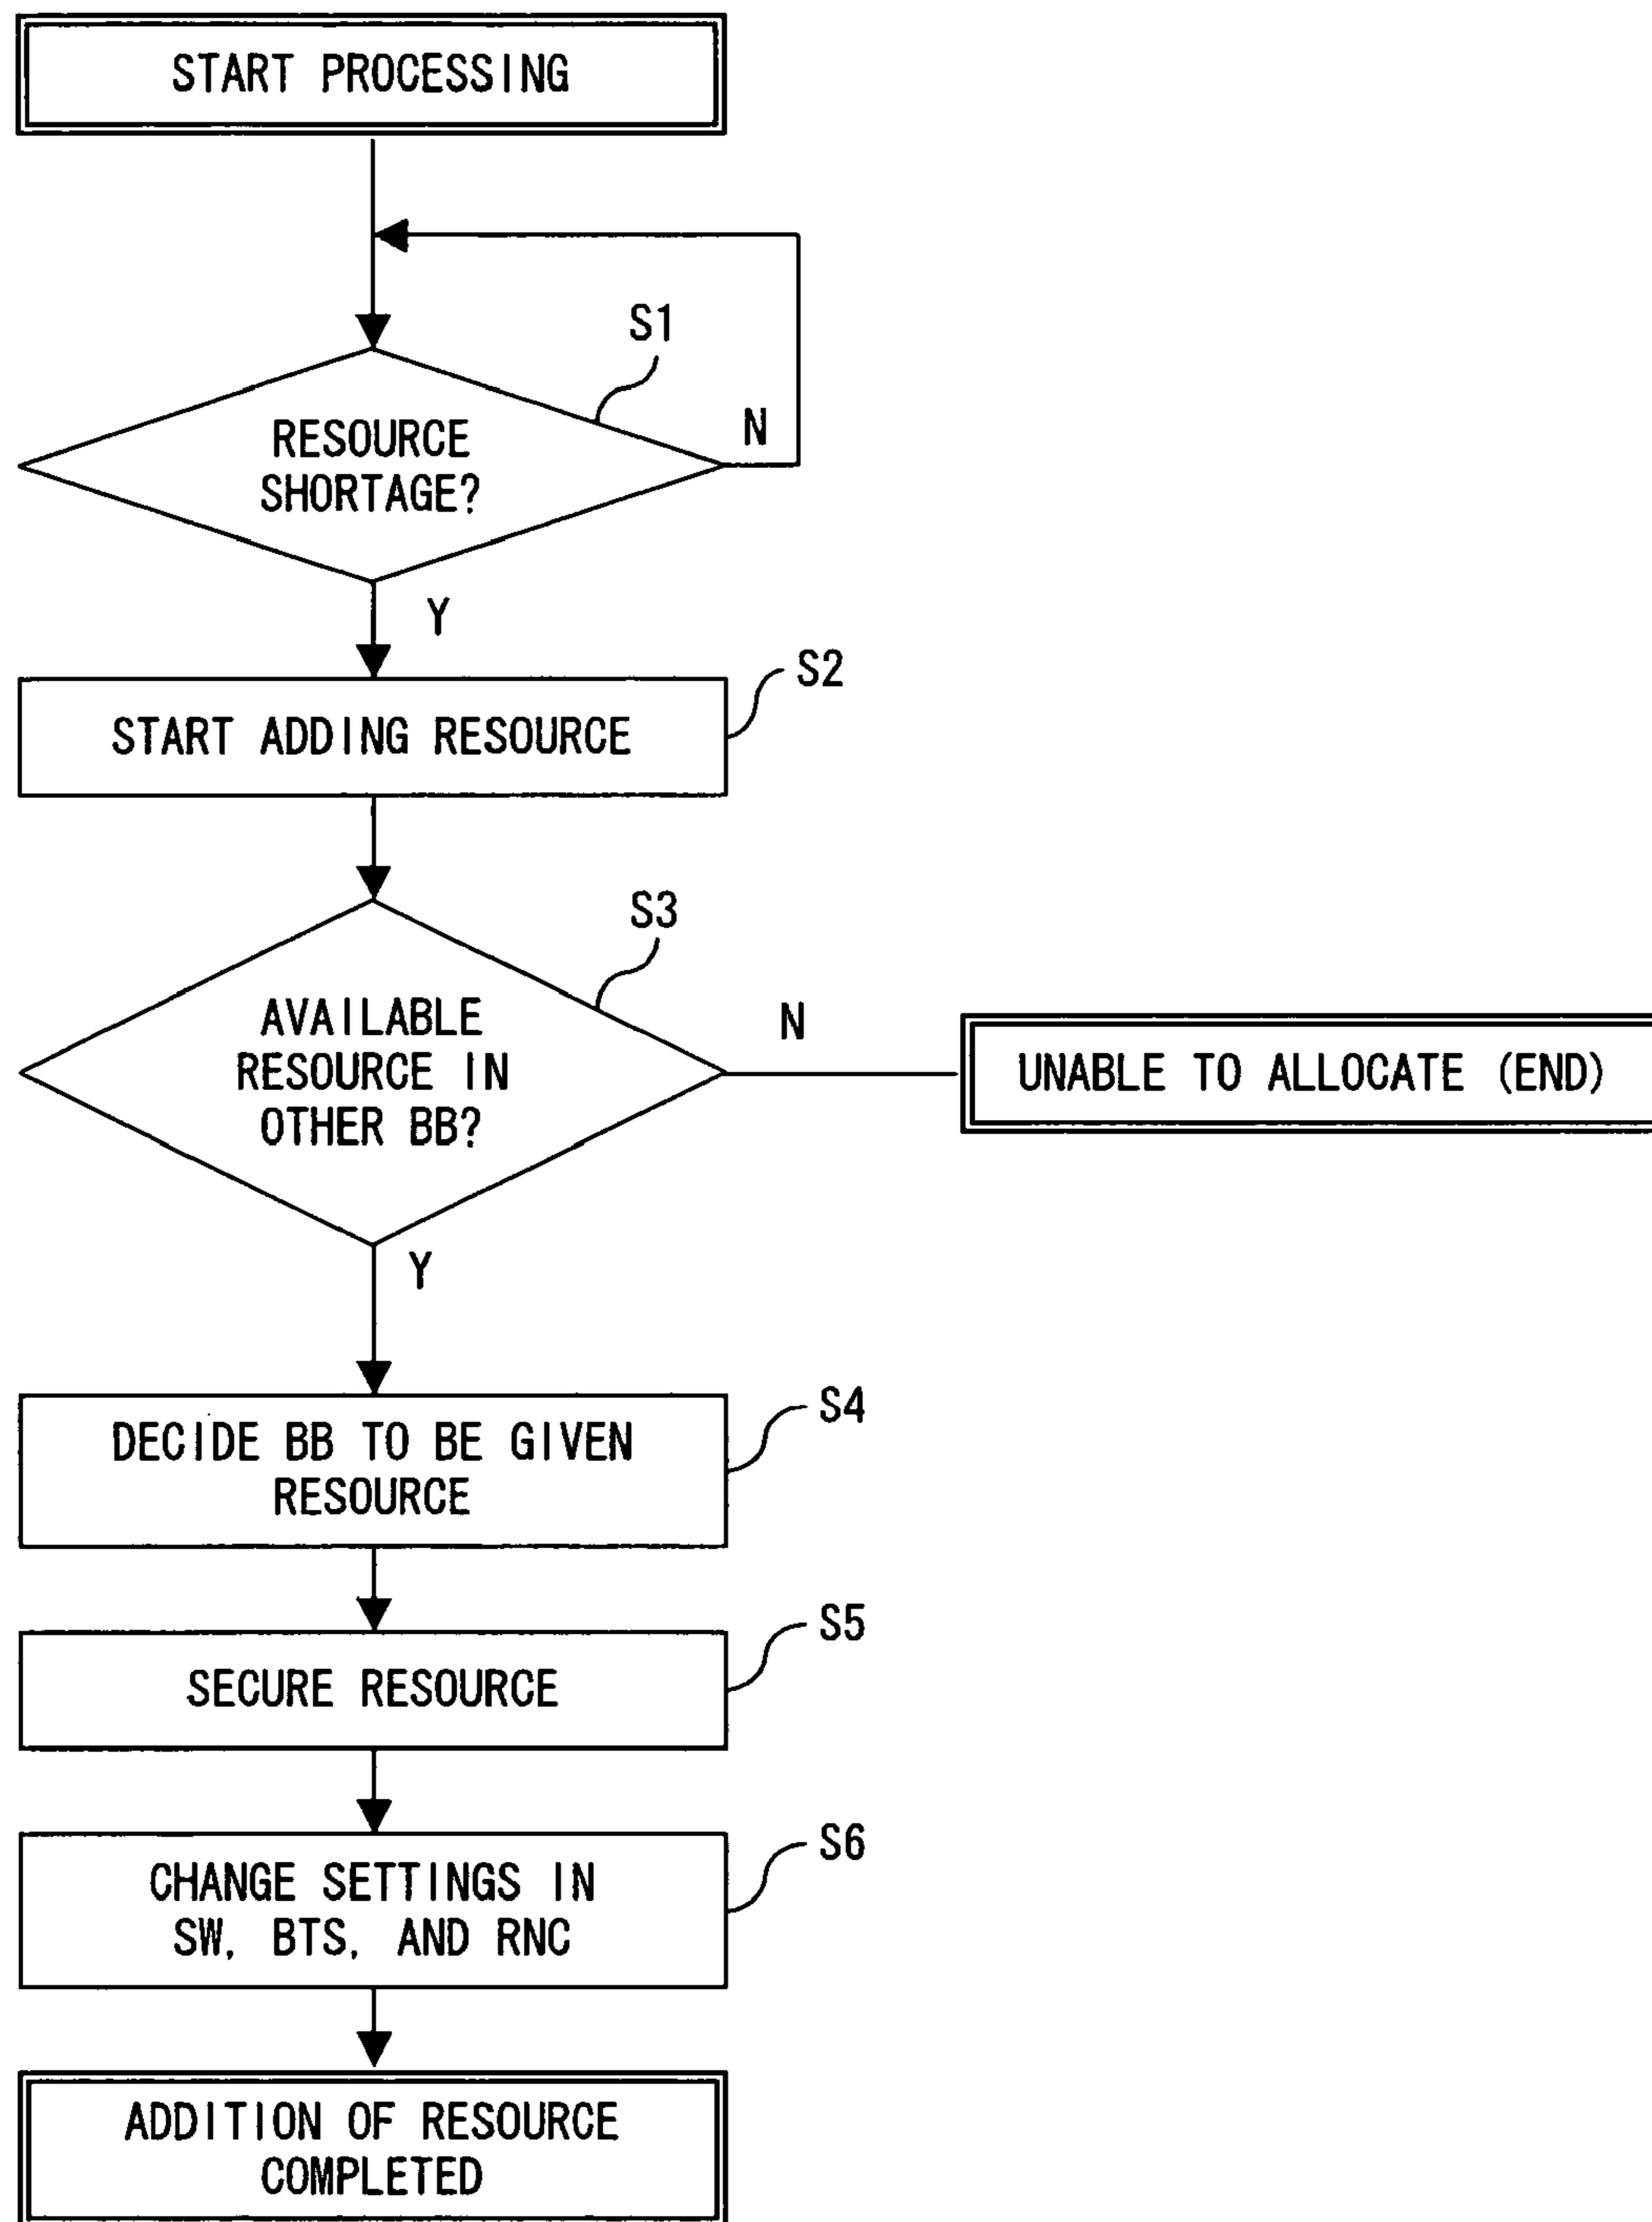 START PROCESSING
S1
RESOURCE
SHORTAGE?
N
Y
S2
START ADDING RESOURCE
S3
AVAILABLE
RESOURCE IN
OTHER BB?
N
UNABLE TO ALLOCATE (END)
Y
S4
DECIDE BB TO BE GIVEN
RESOURCE
S5
SECURE RESOURCE
S6
CHANGE SETTINGS IN
SW, BTS, AND RNC
ADDITION OF RESOURCE
COMPLETED